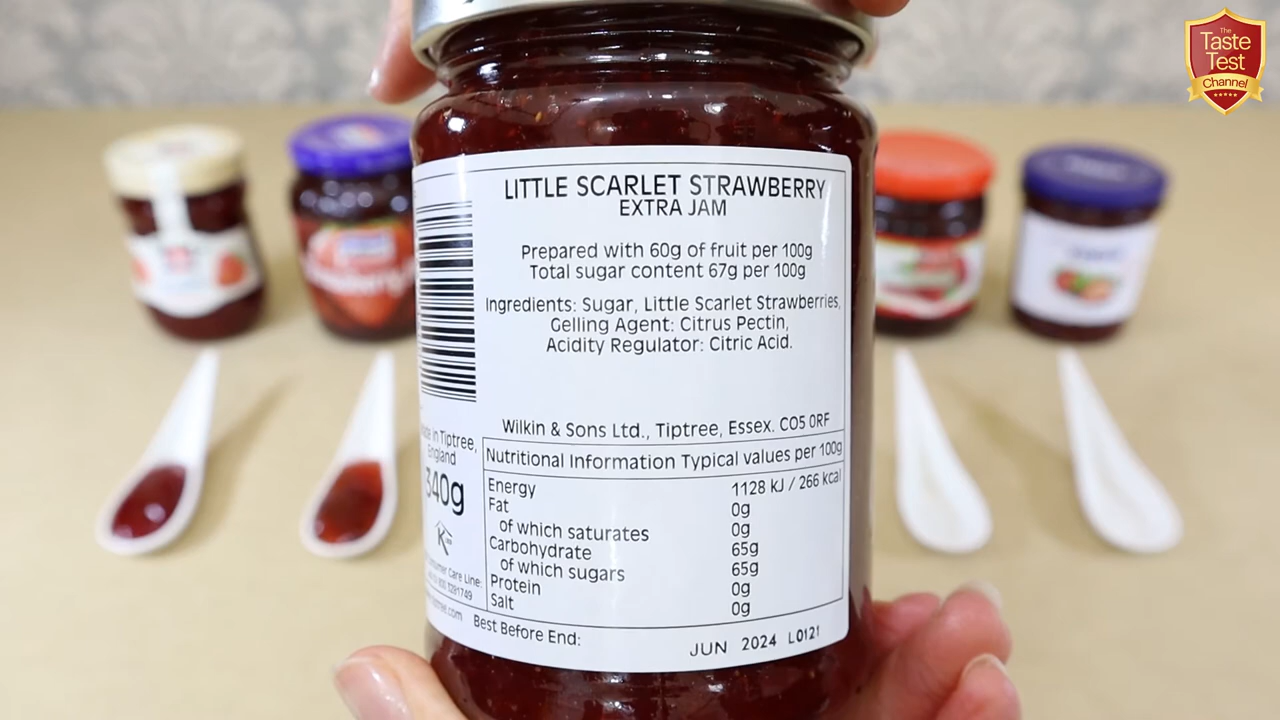 The
Taste
Test
Channel
LITTLE SCARLET STRAWBERRY
EXTRA JAM
Prepared with 60g of fruit per 100g
Total sugar content 67g per 100g
Ingredients: Sugar, Little Scarlet Strawberries,
Gelling Agent: Citrus Pectin,
Acidity Regulator: Citric Acid.
Wilkin & Sons Ltd., Tiptree, Essex. CO5 0RF
in Tiptree,
England
340g
Care Line:
Nutritional Information Typical values per 100g
Energy 1128 kJ / 266 kcal
Fat 0g
of which saturates 0g
Carbohydrate 65g
of which sugars 65g
Protein 0g
Salt 0g
Best Before End: JUN 2024 L0121